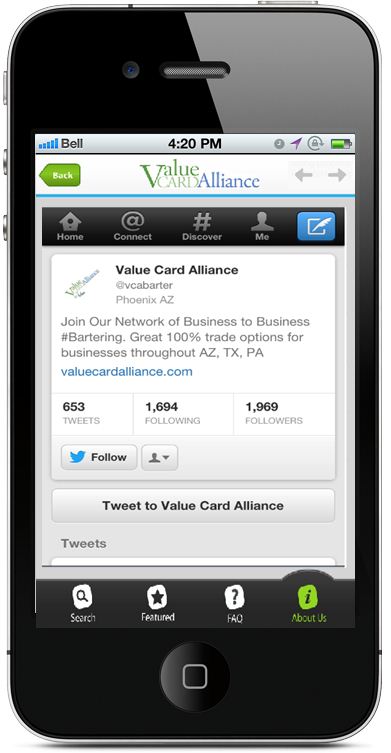 Bell 4:20 PM
Back
Value
CARD Alliance
Home Connect Discover Me
Value Card Alliance
@vcabarter
Phoenix AZ
Join Our Network of Business to Business
#Bartering. Great 100% trade options for
businesses throughout AZ, TX, PA
valuecardalliance.com
653 1,694 1,969
TWEETS FOLLOWING FOLLOWERS
Follow
Tweet to Value Card Alliance
Tweets
Search Featured FAQ About Us